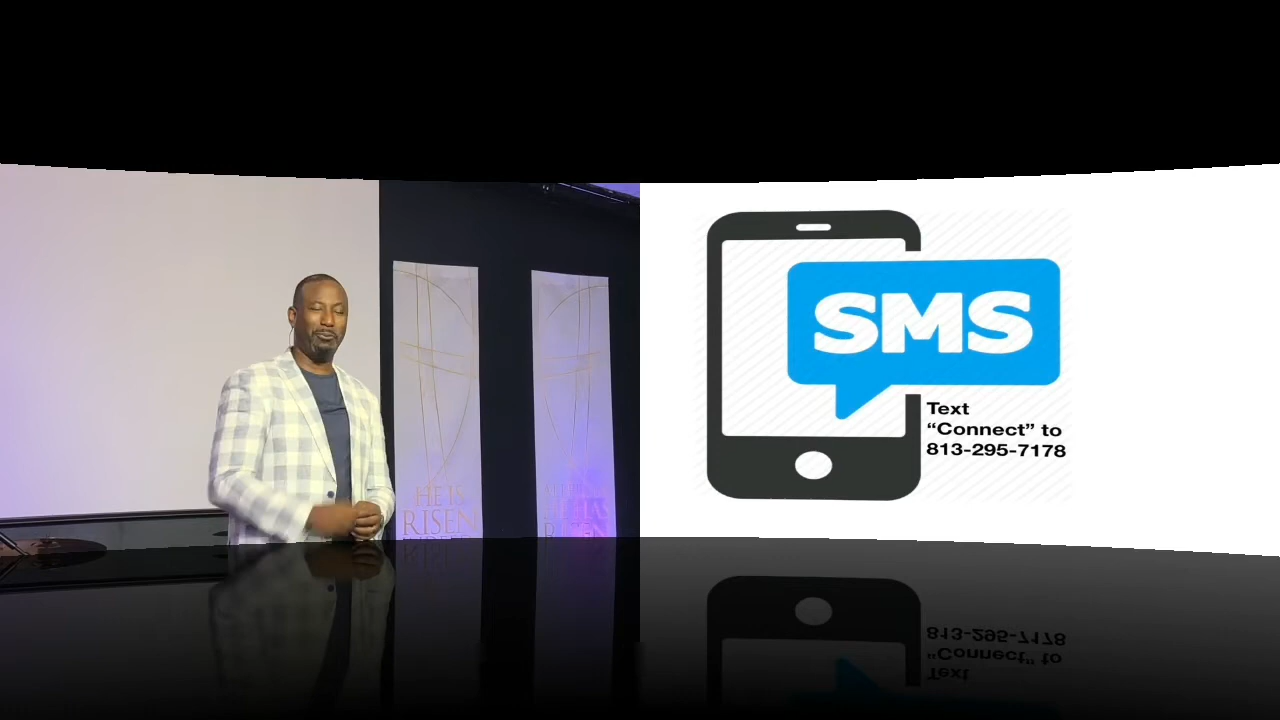 HE IS
RISEN
SMS
Text
“Connect” to
813-295-7178